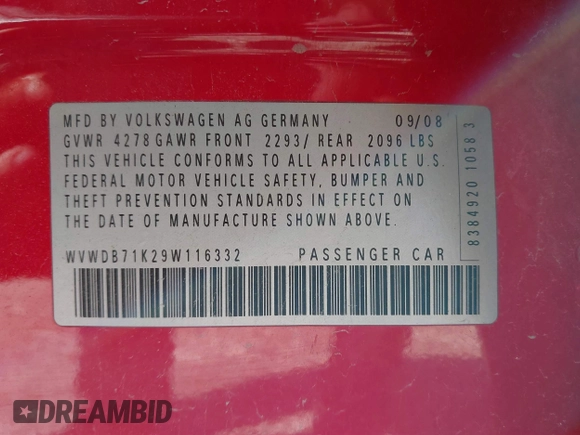 MFD BY VOLKSWAGEN AG GERMANY 09/08
GVWR 4278 GAWR FRONT 2293/ REAR 2096 LBS
THIS VEHICLE CONFORMS TO ALL APPLICABLE U.S.
FEDERAL MOTOR VEHICLE SAFETY, BUMPER AND
THEFT PREVENTION STANDARDS IN EFFECT ON
THE DATE OF MANUFACTURE SHOWN ABOVE.
WVWDB71K29W116332 PASSENGER CAR
8384920 1058 3
DREAMBID